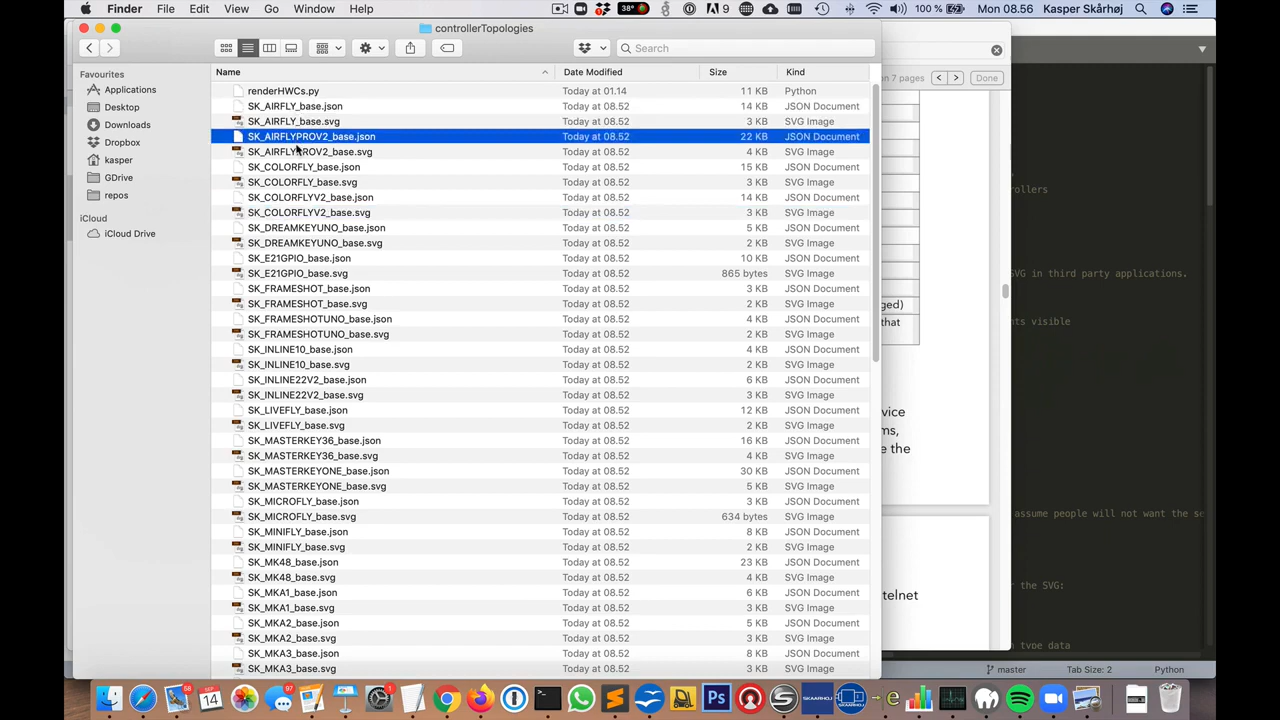 Finder File Edit View Go Window Help 38° 9 100 % Mon 08.56 Kasper Skårhøj
controllerTopologies
Search
n 7 pages Done
Favourites
Applications
Desktop
Downloads
Dropbox
kasper
GDrive
repos
iCloud
iCloud Drive
Name Date Modified Size Kind
renderHWCs.py Today at 01.14 11 KB Python
SK_AIRFLY_base.json Today at 08.52 14 KB JSON Document
SK_AIRFLY_base.svg Today at 08.52 3 KB SVG Image
SK_AIRFLYPROV2_base.json Today at 08.52 22 KB JSON Document
SK_AIRFLYPROV2_base.svg Today at 08.52 4 KB SVG Image
SK_COLORFLY_base.json Today at 08.52 15 KB JSON Document
SK_COLORFLY_base.svg Today at 08.52 3 KB SVG Image
SK_COLORFLYV2_base.json Today at 08.52 14 KB JSON Document
SK_COLORFLYV2_base.svg Today at 08.52 3 KB SVG Image
SK_DREAMKEYUNO_base.json Today at 08.52 5 KB JSON Document
SK_DREAMKEYUNO_base.svg Today at 08.52 2 KB SVG Image
SK_E21GPIO_base.json Today at 08.52 10 KB JSON Document
SK_E21GPIO_base.svg Today at 08.52 865 bytes SVG Image
SK_FRAMESHOT_base.json Today at 08.52 3 KB JSON Document
SK_FRAMESHOT_base.svg Today at 08.52 2 KB SVG Image
SK_FRAMESHOTUNO_base.json Today at 08.52 4 KB JSON Document
SK_FRAMESHOTUNO_base.svg Today at 08.52 2 KB SVG Image
SK_INLINE10_base.json Today at 08.52 4 KB JSON Document
SK_INLINE10_base.svg Today at 08.52 2 KB SVG Image
SK_INLINE22V2_base.json Today at 08.52 6 KB JSON Document
SK_INLINE22V2_base.svg Today at 08.52 3 KB SVG Image
SK_LIVEFLY_base.json Today at 08.52 12 KB JSON Document
SK_LIVEFLY_base.svg Today at 08.52 3 KB SVG Image
SK_MASTERKEY36_base.json Today at 08.52 16 KB JSON Document
SK_MASTERKEY36_base.svg Today at 08.52 4 KB SVG Image
SK_MASTERKEYONE_base.json Today at 08.52 30 KB JSON Document
SK_MASTERKEYONE_base.svg Today at 08.52 5 KB SVG Image
SK_MICROFLY_base.json Today at 08.52 3 KB JSON Document
SK_MICROFLY_base.svg Today at 08.52 634 bytes SVG Image
SK_MINIFLY_base.json Today at 08.52 8 KB JSON Document
SK_MINIFLY_base.svg Today at 08.52 2 KB SVG Image
SK_MK48_base.json Today at 08.52 23 KB JSON Document
SK_MK48_base.svg Today at 08.52 4 KB SVG Image
SK_MKA1_base.json Today at 08.52 6 KB JSON Document
SK_MKA1_base.svg Today at 08.52 3 KB SVG Image
SK_MKA2_base.json Today at 08.52 5 KB JSON Document
SK_MKA2_base.svg Today at 08.52 3 KB SVG Image
SK_MKA3_base.json Today at 08.52 8 KB JSON Document
SK_MKA3_base.svg Today at 08.52 3 KB SVG Image
ged)
that
vice
ms,
e the
telnet
rollers
SVG in third party applications.
nts visible
assume people will not want the se
r the SVG:
n type data
master Tab Size: 2 Python
58 SEP 14 97 1 SKAARHOJ